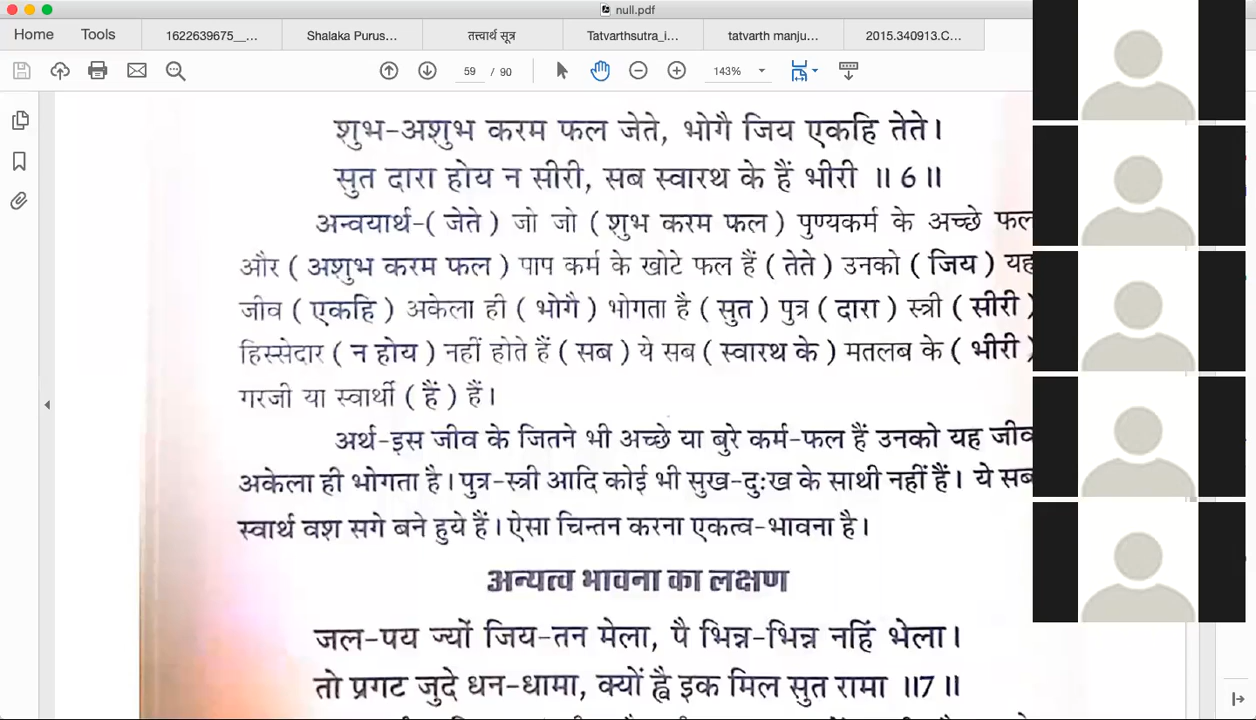 null.pdf
Home Tools 1622639675__... Shalaka Purus... तत्त्वार्थ सूत्र Tatvarthsutra_i... tatvarth manju... 2015.340913.C...
59 / 90 143%
शुभ-अशुभ करम फल जेते, भोगै जिय एकहि तेते।
सुत दारा होय न सीरी, सब स्वारथ के हैं भीरी ॥ 6 ॥
अन्वयार्थ-( जेते ) जो जो ( शुभ करम फल ) पुण्यकर्म के अच्छे फल
और ( अशुभ करम फल ) पाप कर्म के खोटे फल हैं ( तेते ) उनको ( जिय ) यह
जीव ( एकहि ) अकेला ही ( भोगै ) भोगता है ( सुत ) पुत्र ( दारा ) स्त्री ( सीरी )
हिस्सेदार ( न होय ) नहीं होते हैं ( सब ) ये सब ( स्वारथ के ) मतलब के ( भीरी )
गरजी या स्वार्थी ( हैं ) हैं।
अर्थ-इस जीव के जितने भी अच्छे या बुरे कर्म-फल हैं उनको यह जीव
अकेला ही भोगता है। पुत्र-स्त्री आदि कोई भी सुख-दुःख के साथी नहीं हैं। ये सब
स्वार्थ वश सगे बने हुये हैं। ऐसा चिन्तन करना एकत्व-भावना है।
अन्यत्व भावना का लक्षण
जल-पय ज्यों जिय-तन मेला, पै भिन्न-भिन्न नहिं भेला।
तो प्रगट जुदे धन-धामा, क्यों ह्वै इक मिल सुत रामा ॥7 ॥